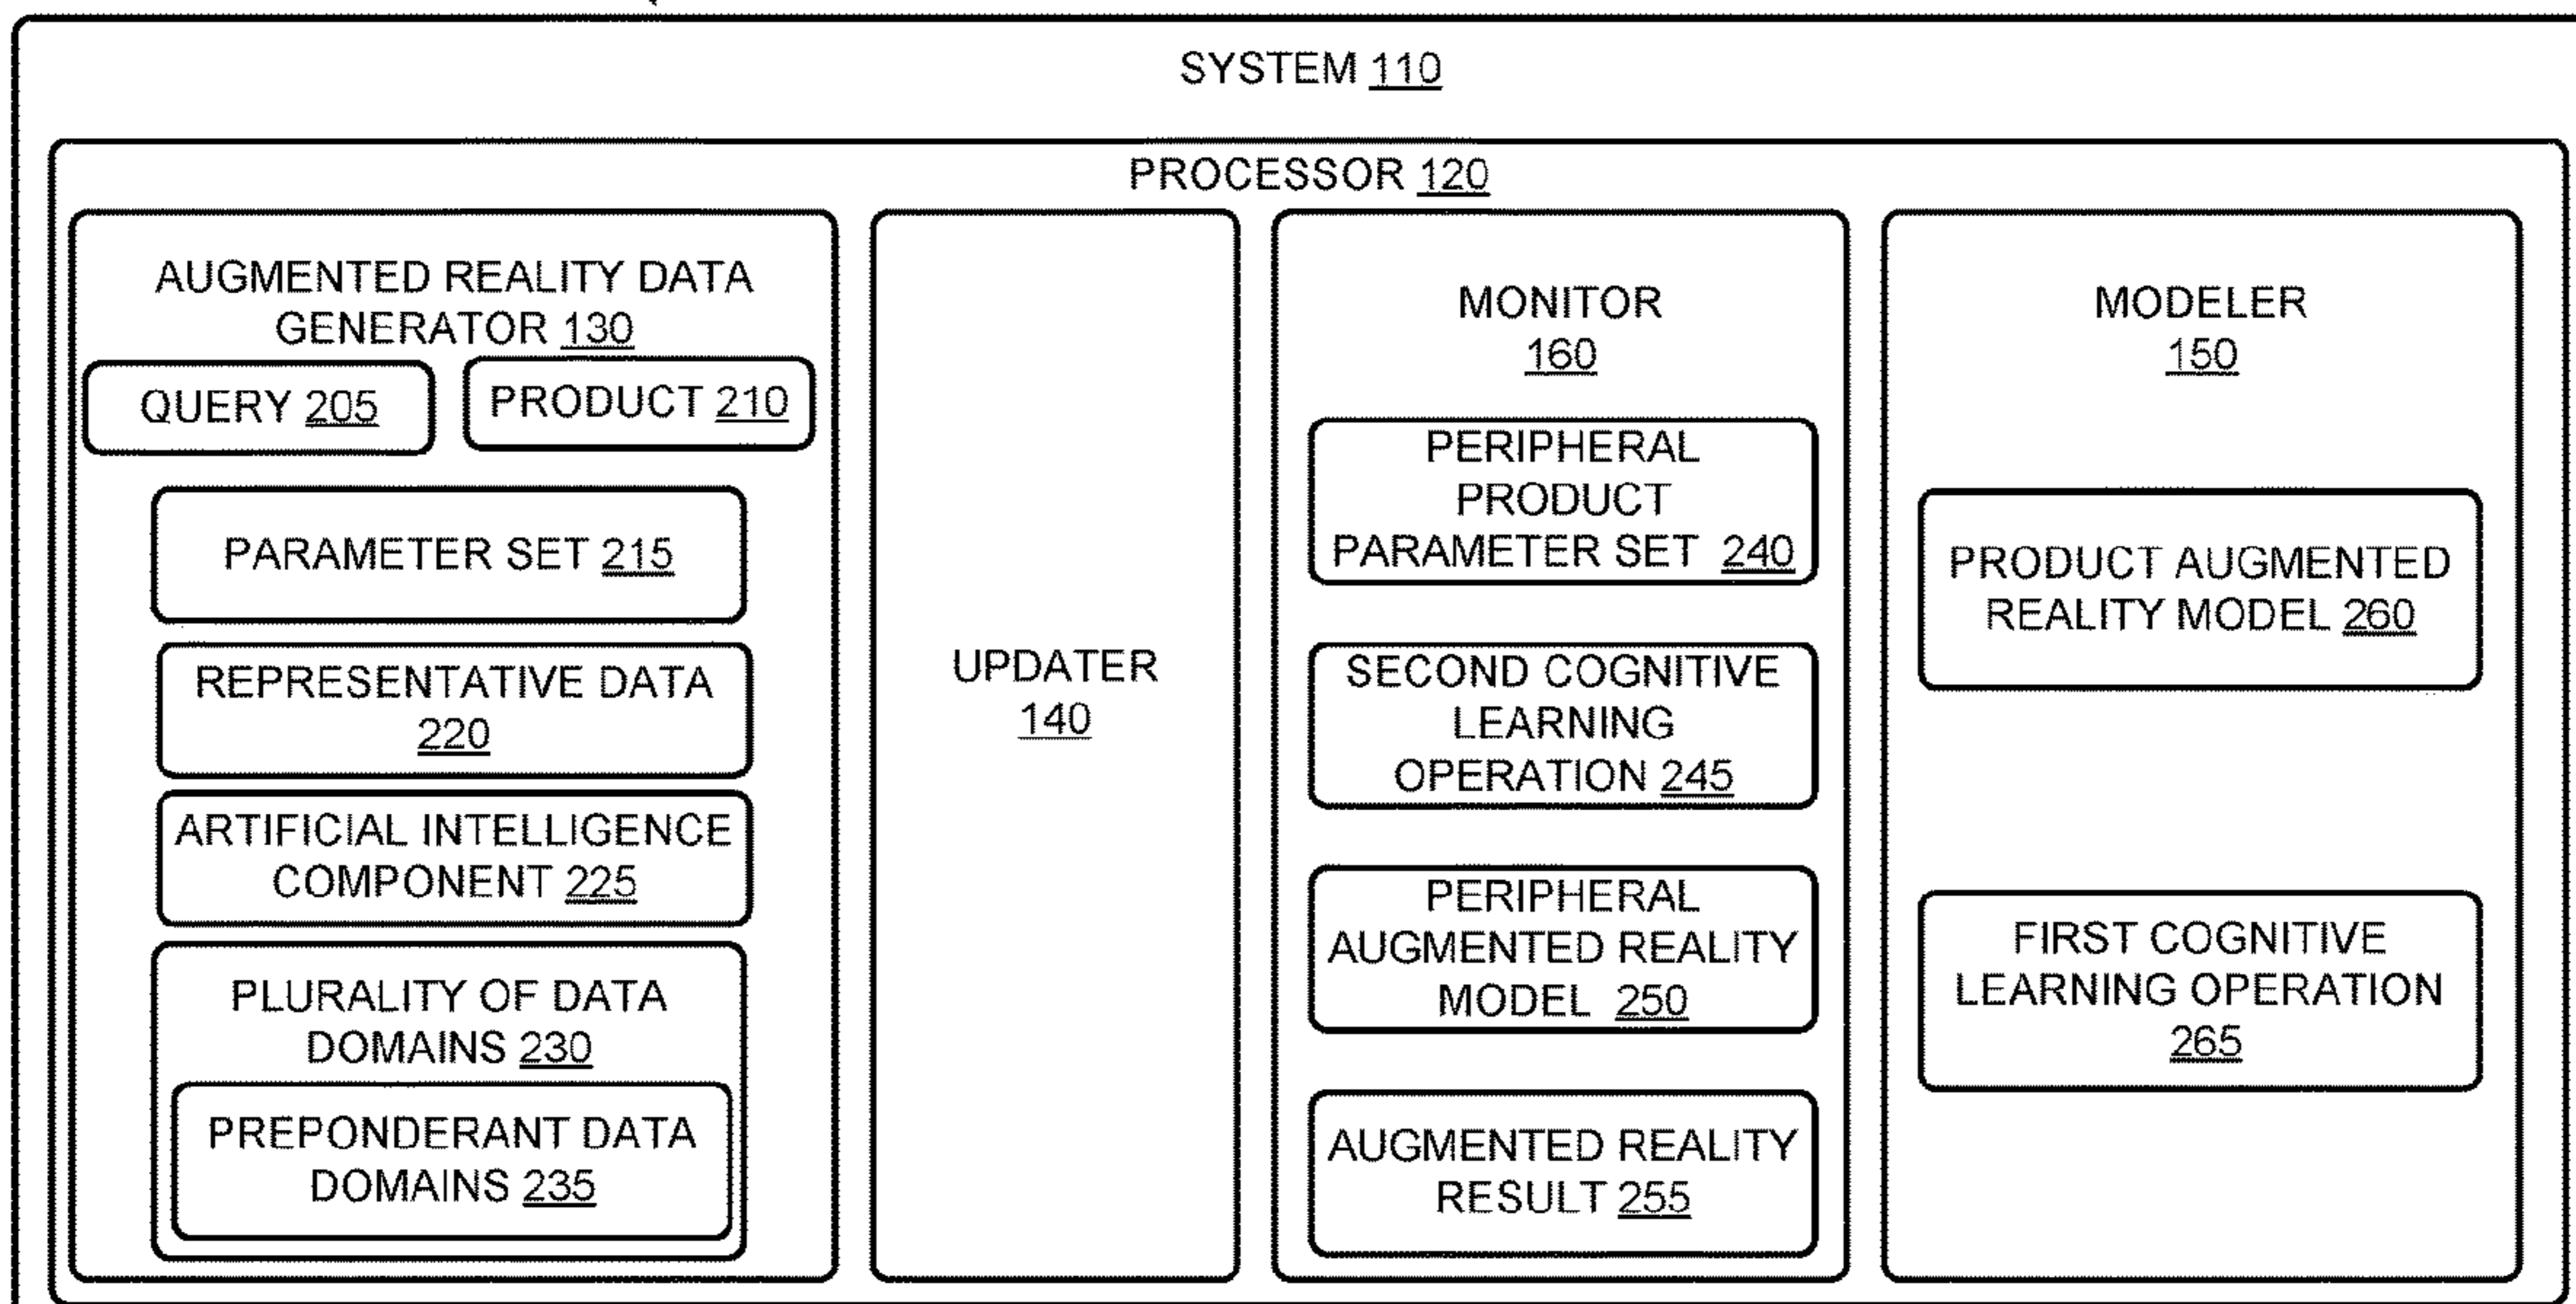 SYSTEM 110
PROCESSOR 120
AUGMENTED REALITY DATA
GENERATOR 130
QUERY 205
PRODUCT 210
PARAMETER SET 215
REPRESENTATIVE DATA
220
ARTIFICIAL INTELLIGENCE
COMPONENT 225
PLURALITY OF DATA
DOMAINS 230
PREPONDERANT DATA
DOMAINS 235
UPDATER
140
MONITOR
160
PERIPHERAL
PRODUCT
PARAMETER SET 240
SECOND COGNITIVE
LEARNING
OPERATION 245
PERIPHERAL
AUGMENTED REALITY
MODEL 250
AUGMENTED REALITY
RESULT 255
MODELER
150
PRODUCT AUGMENTED
REALITY MODEL 260
FIRST COGNITIVE
LEARNING OPERATION
265